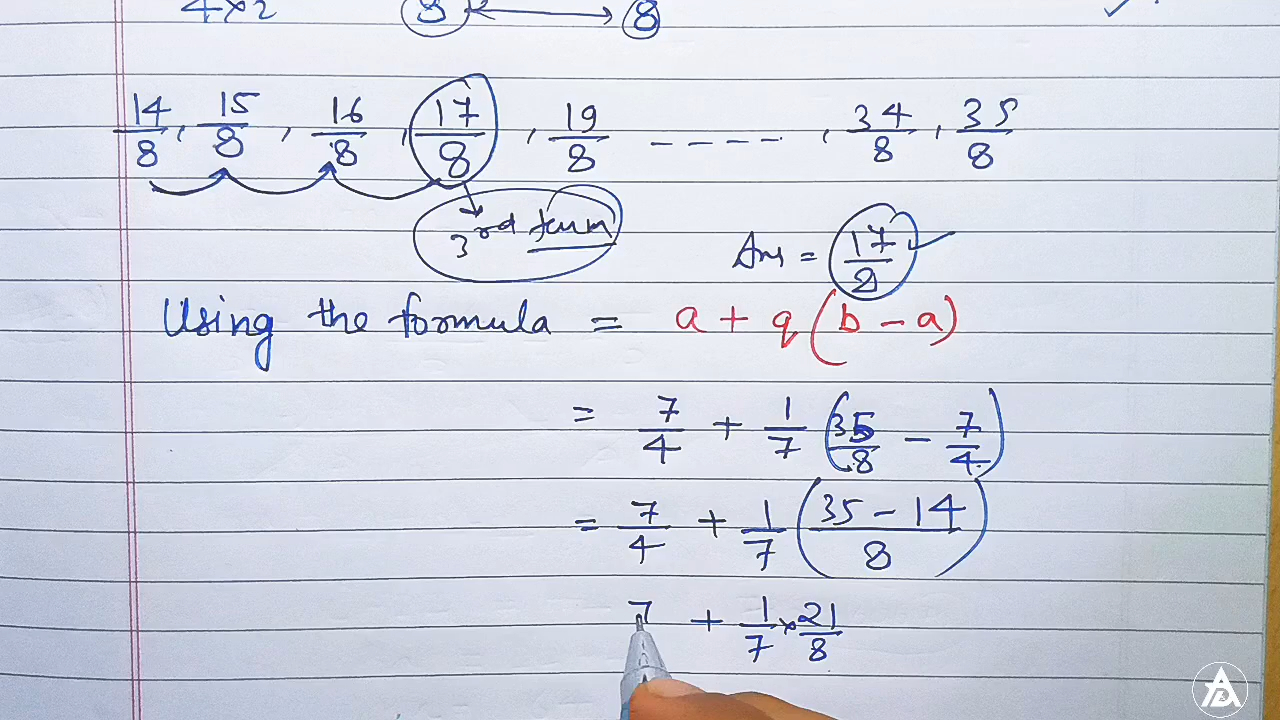 4×2 8 8
14/8, 15/8, 16/8, 17/8, 19/8 ----, 34/8, 35/8
3rd term
Ans = 17/8
Using the formula = a + q(b - a)
= 7/4 + 1/7 (35/8 - 7/4)
= 7/4 + 1/7 ((35 - 14)/8)
7 + 1/7 × 21/8